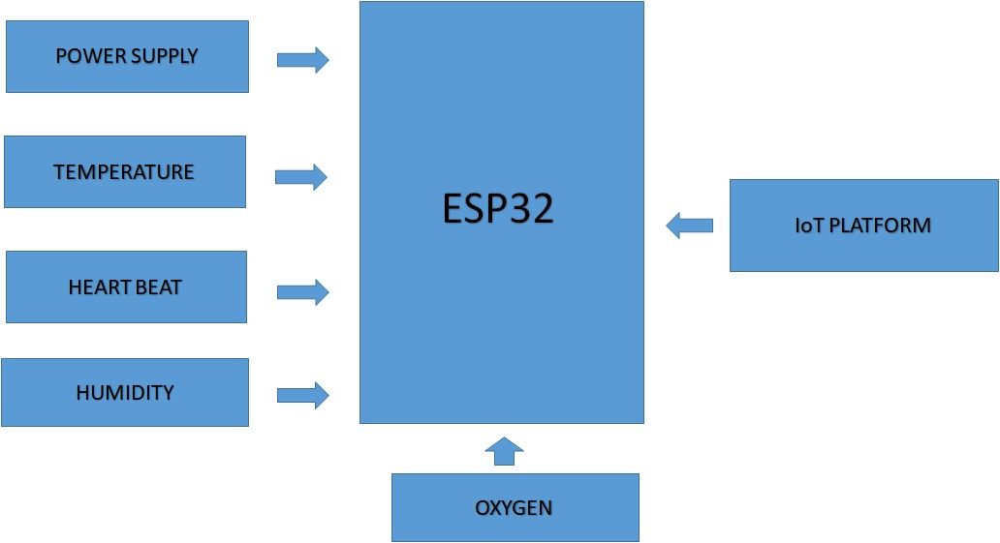 POWER SUPPLY
TEMPERATURE
HEART BEAT
HUMIDITY
ESP32
IoT PLATFORM
OXYGEN